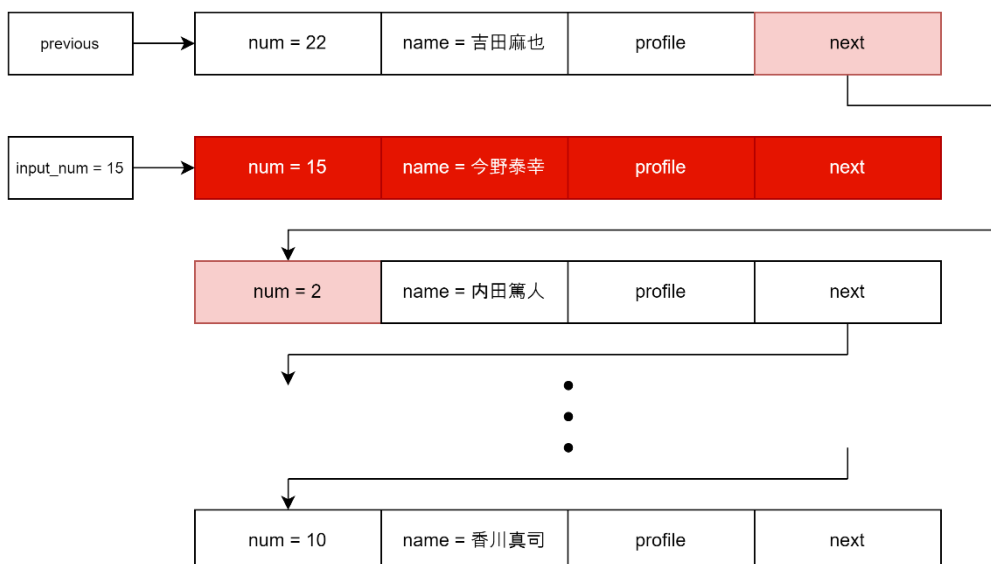 previous
num = 22
name = 吉田麻也
profile
next
input_num = 15
num = 15
name = 今野泰幸
profile
next
num = 2
name = 内田篤人
profile
next
num = 10
name = 香川真司
profile
next